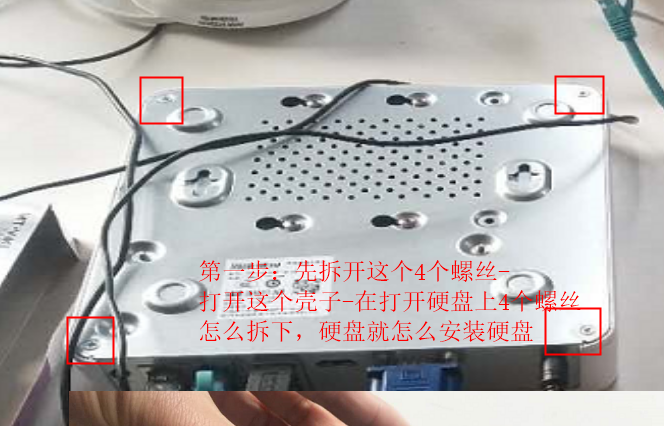 第一步：先拆开这个4个螺丝-
打开这个壳子-在打开硬盘上4个螺丝
怎么拆下，硬盘就怎么安装硬盘